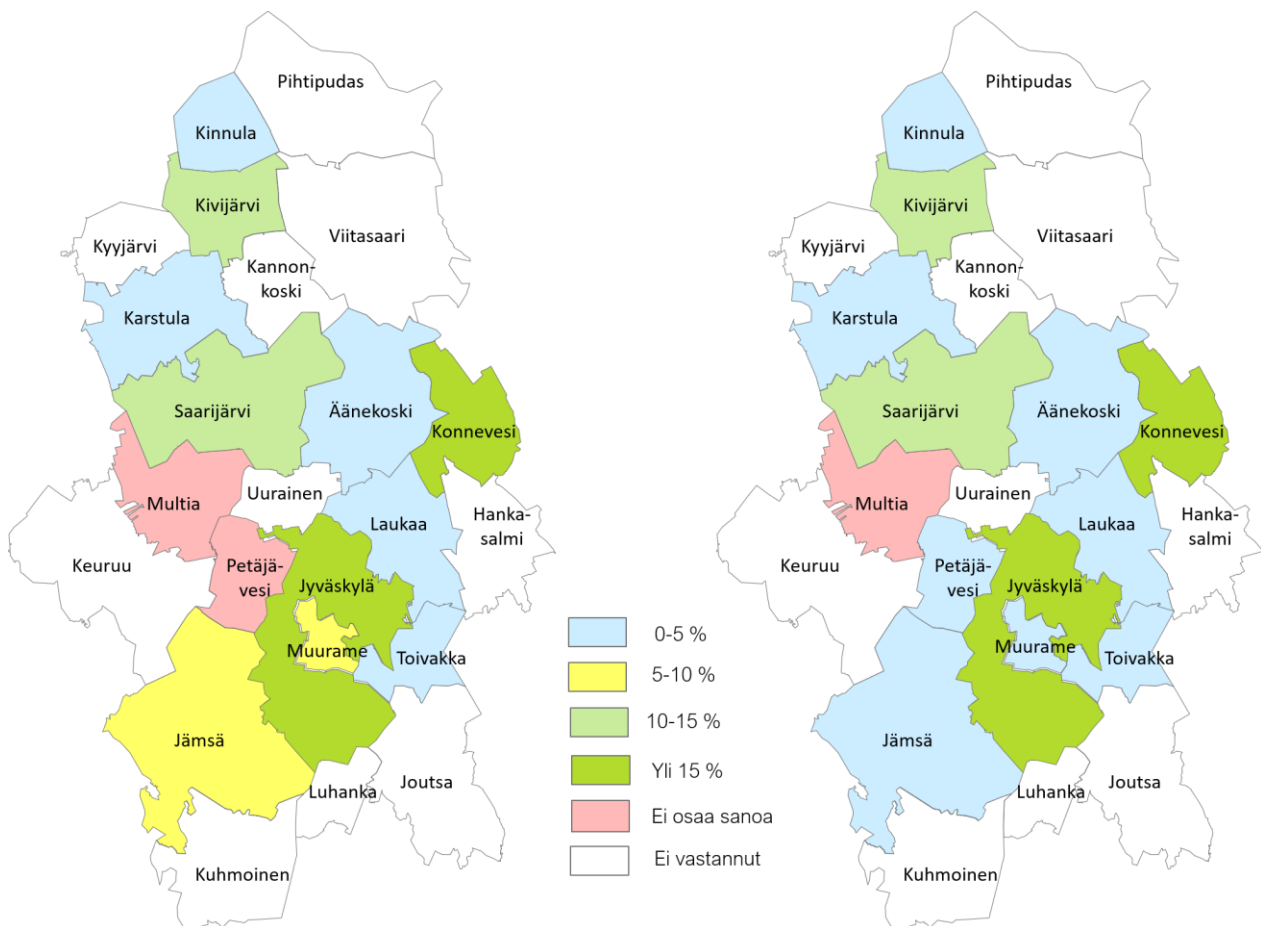 Pihtipudas
Kinnula
Kivijärvi
Viitasaari
Kyyjärvi
Kannon-
koski
Karstula
Saarijärvi
Äänekoski
Konnevesi
Multia
Uurainen
Laukaa
Hanka-
salmi
Keuruu
Petäjä-
vesi
Jyväskylä
Muurame
Toivakka
Jämsä
Luhanka
Joutsa
Kuhmoinen
0-5 %
5-10 %
10-15 %
Yli 15 %
Ei osaa sanoa
Ei vastannut
Pihtipudas
Kinnula
Kivijärvi
Viitasaari
Kyyjärvi
Kannon-
koski
Karstula
Saarijärvi
Äänekoski
Konnevesi
Multia
Uurainen
Laukaa
Hanka-
salmi
Keuruu
Petäjä-
vesi
Jyväskylä
Muurame
Toivakka
Jämsä
Luhanka
Joutsa
Kuhmoinen